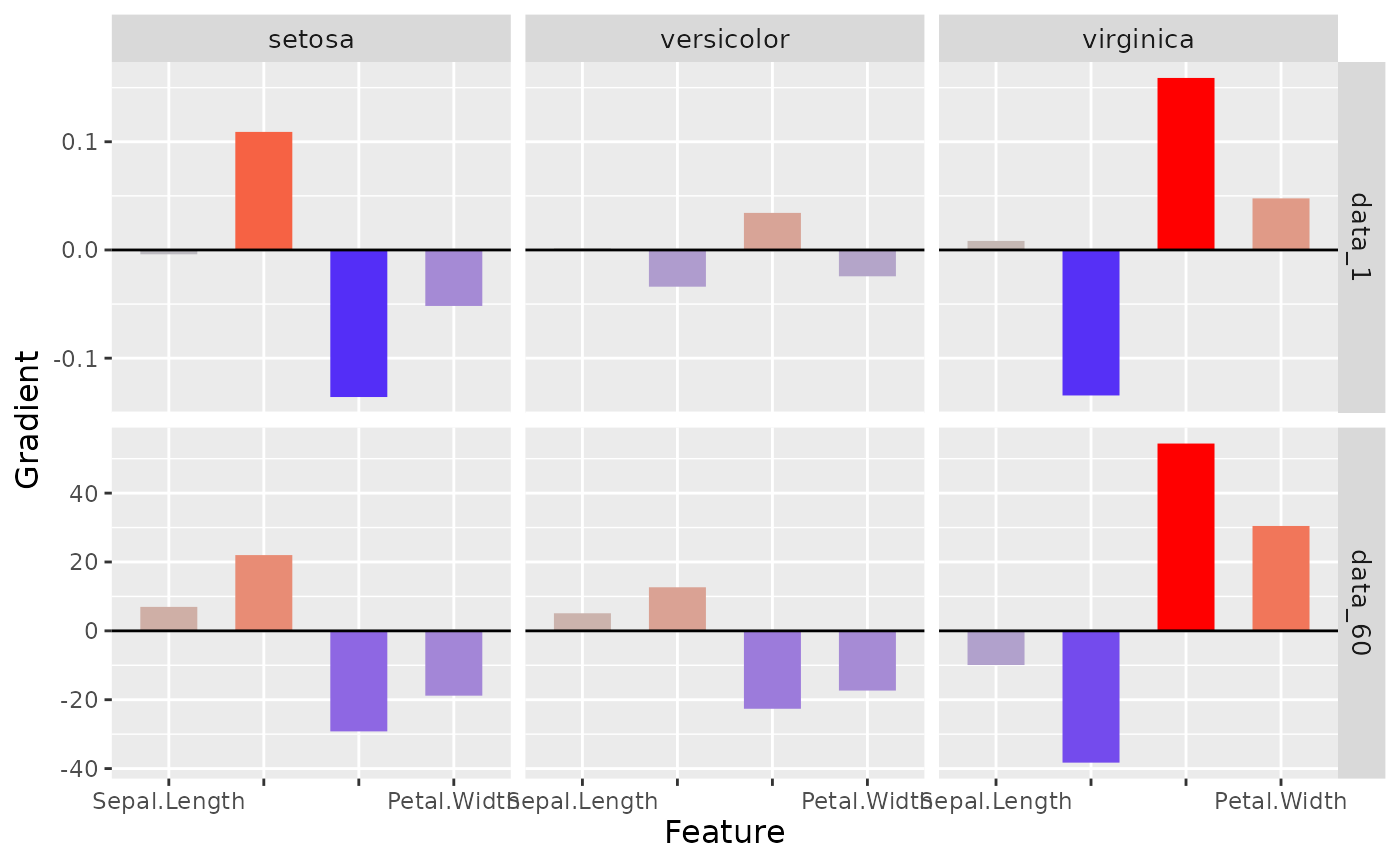 setosa versicolor virginica
0.1
0.0
-0.1
data_1
Gradient
40
20
0
-20
-40
data_60
Sepal.Length Petal.Width Sepal.Length Petal.Width Sepal.Length Petal.Width
Feature